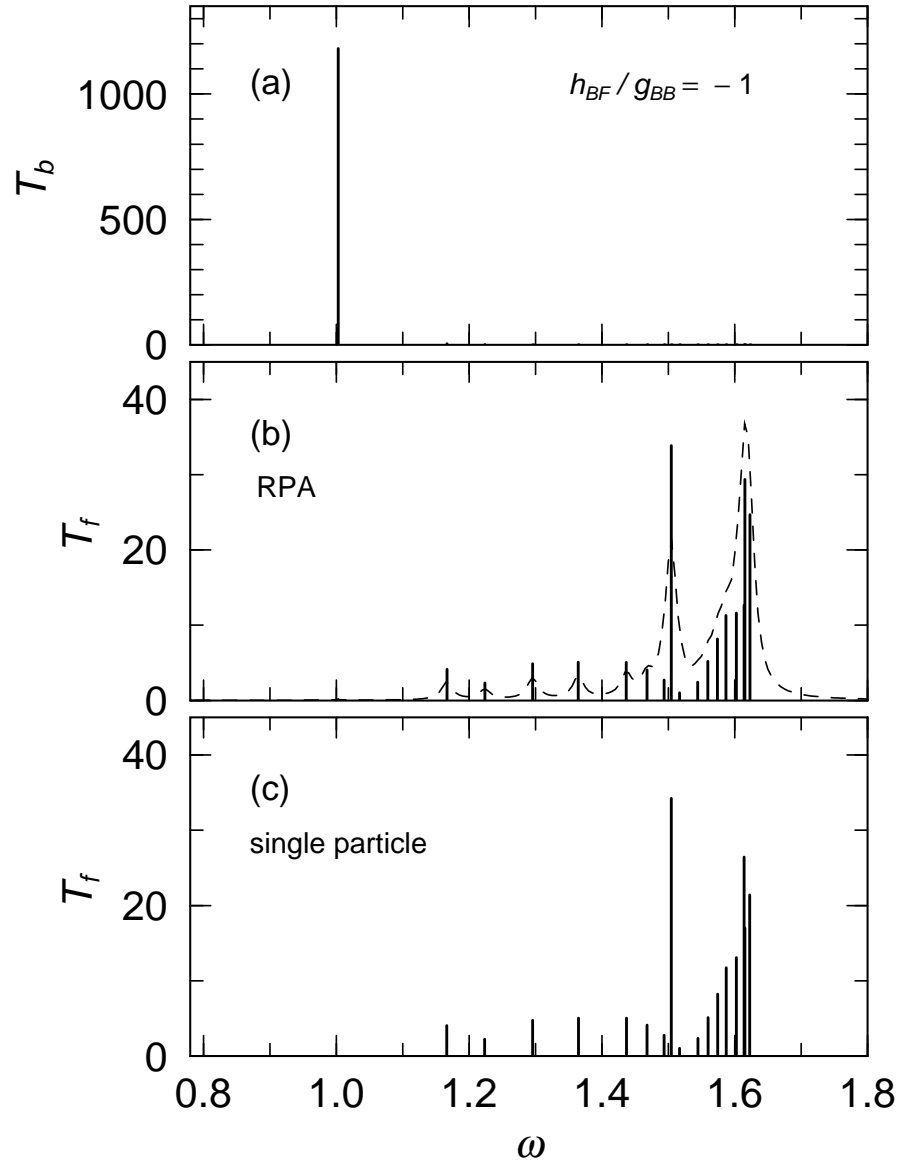 (a)
h_BF / g_BB = − 1
1000
500
0
T_b
(b)
RPA
40
20
0
T_f
(c)
single particle
40
20
0
T_f
0.8 1.0 1.2 1.4 1.6 1.8
ω